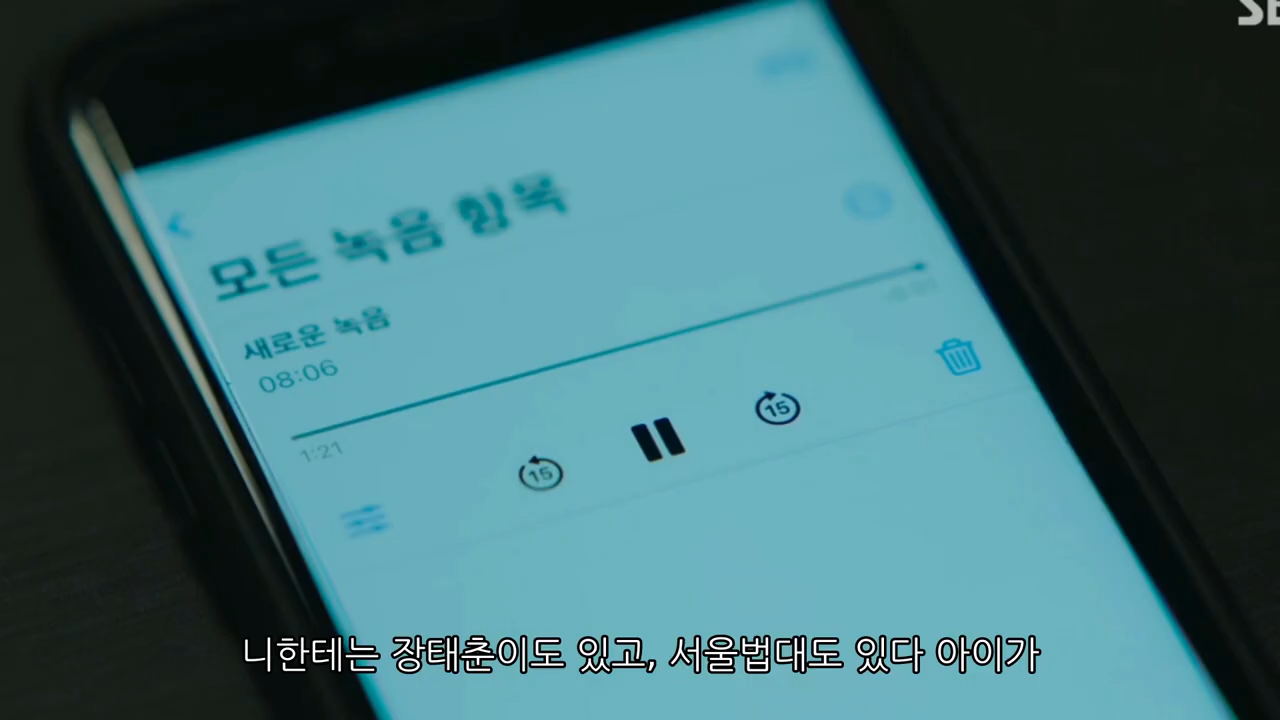 모든 녹음 항목
새로운 녹음
08:06
1:21
15
15
니한테는 장태춘이도 있고, 서울법대도 있다 아이가